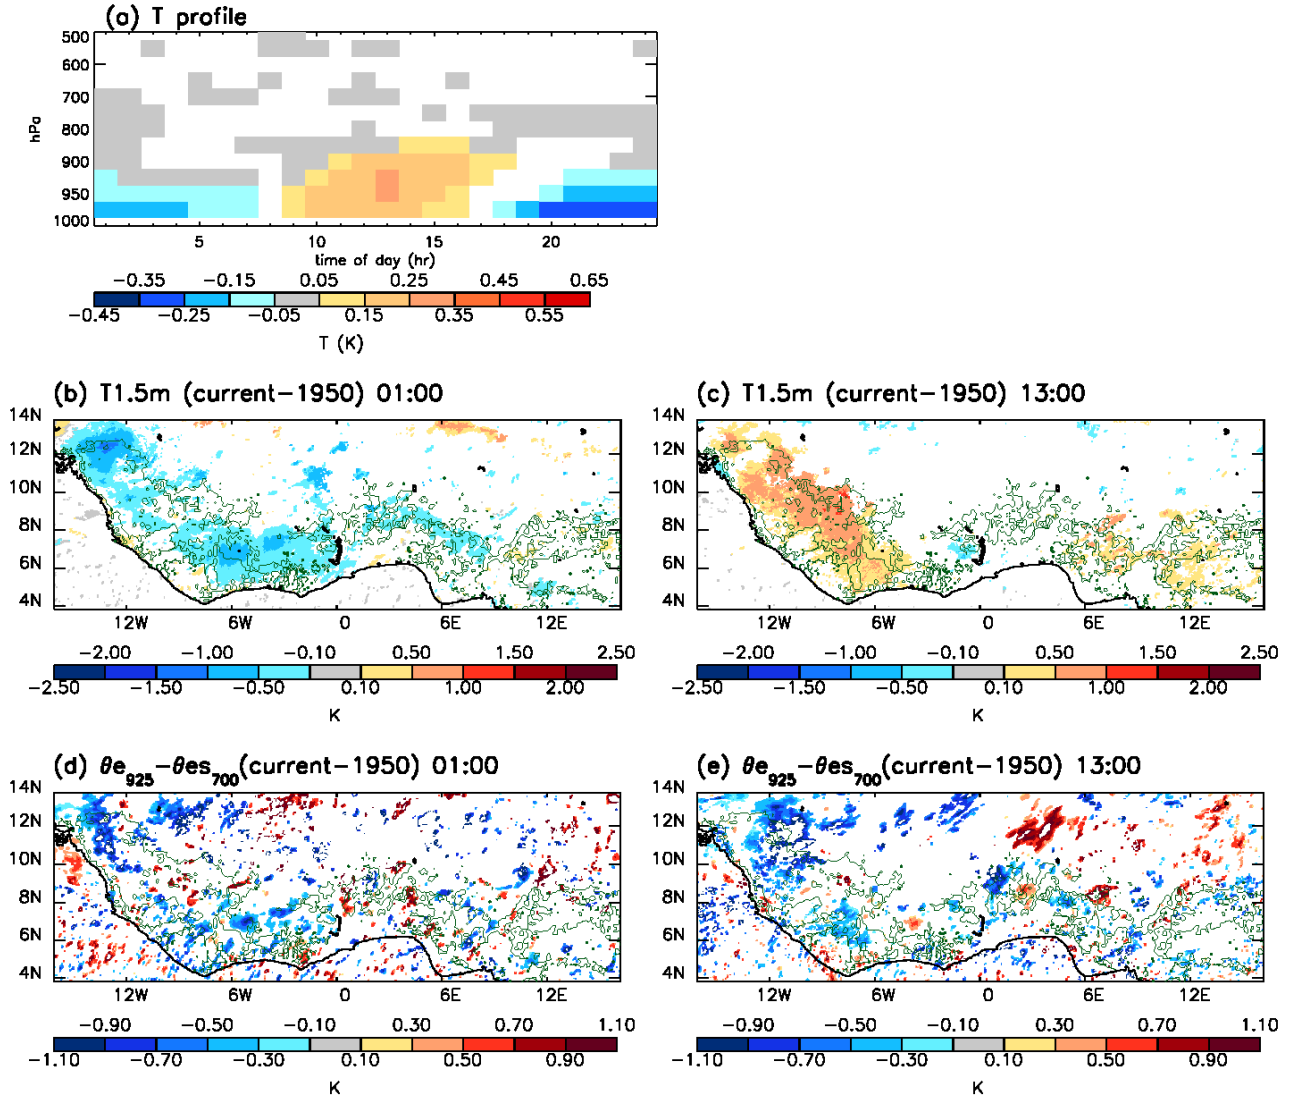 (a) T profile
500
600
700
800
900
950
1000
hPa
5 10 15 20
time of day (hr)
−0.35 −0.15 0.05 0.25 0.45 0.65
−0.45 −0.25 −0.05 0.15 0.35 0.55
T (K)
(b) T1.5m (current−1950) 01:00
14N
12N
10N
8N
6N
4N
12W 6W 0 6E 12E
−2.00 −1.00 −0.10 0.50 1.50 2.50
−2.50 −1.50 −0.50 0.10 1.00 2.00
K
(c) T1.5m (current−1950) 13:00
14N
12N
10N
8N
6N
4N
12W 6W 0 6E 12E
−2.00 −1.00 −0.10 0.50 1.50 2.50
−2.50 −1.50 −0.50 0.10 1.00 2.00
K
(d) θe925−θes700(current−1950) 01:00
14N
12N
10N
8N
6N
4N
12W 6W 0 6E 12E
−0.90 −0.50 −0.10 0.30 0.70 1.10
−1.10 −0.70 −0.30 0.10 0.50 0.90
K
(e) θe925−θes700(current−1950) 13:00
14N
12N
10N
8N
6N
4N
12W 6W 0 6E 12E
−0.90 −0.50 −0.10 0.30 0.70 1.10
−1.10 −0.70 −0.30 0.10 0.50 0.90
K